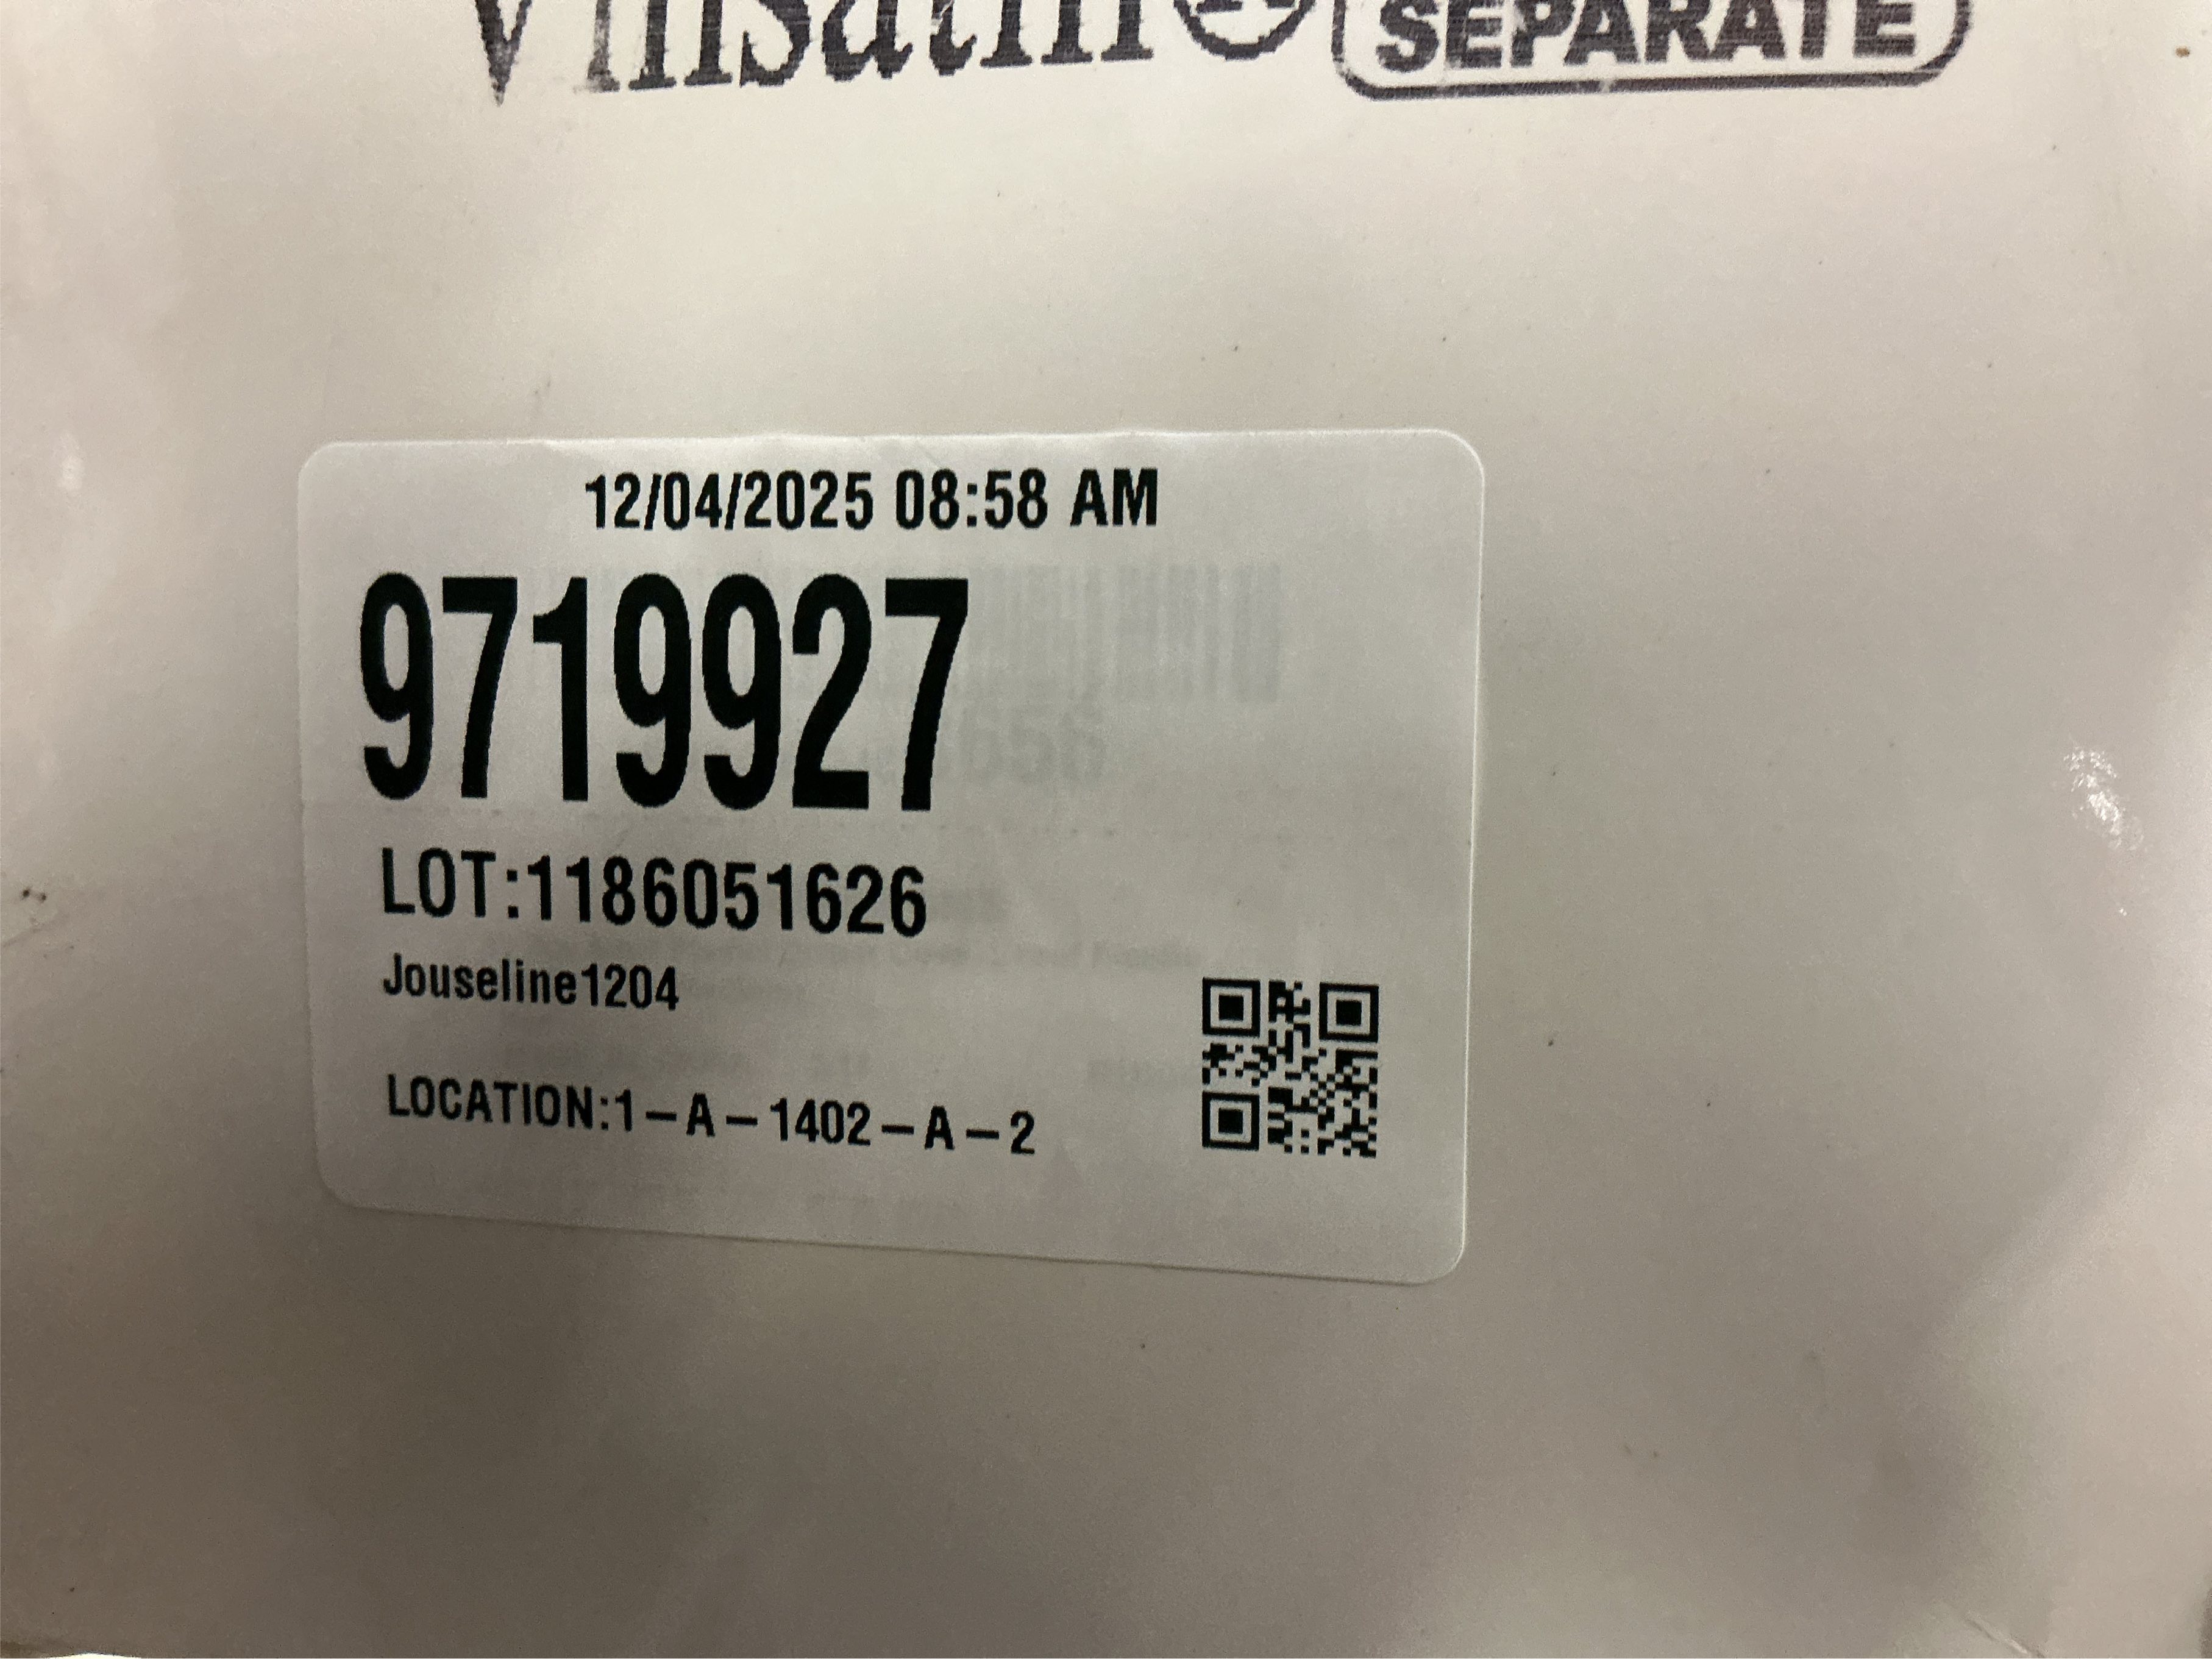 SEPARATE
12/04/2025 08:58 AM
9719927
LOT:1186051626
Jouseline1204
LOCATION:1-A-1402-A-2